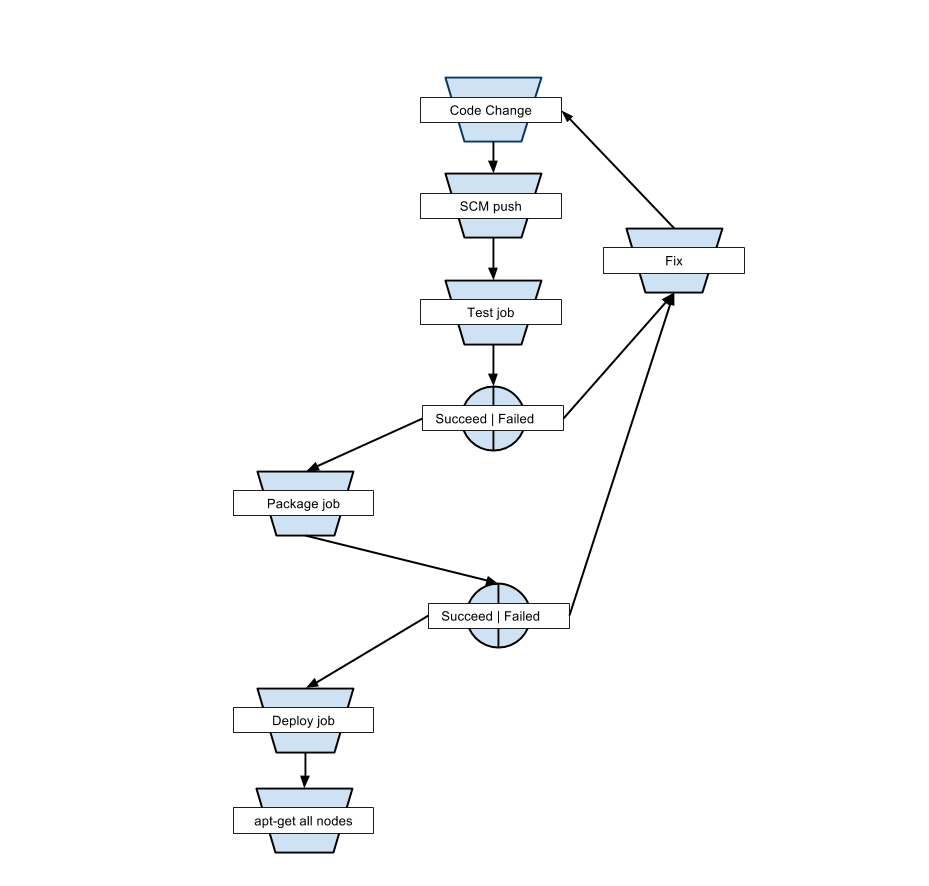 Code Change
SCM push
Fix
Test job
Succeed | Failed
Package job
Succeed | Failed
Deploy job
apt-get all nodes